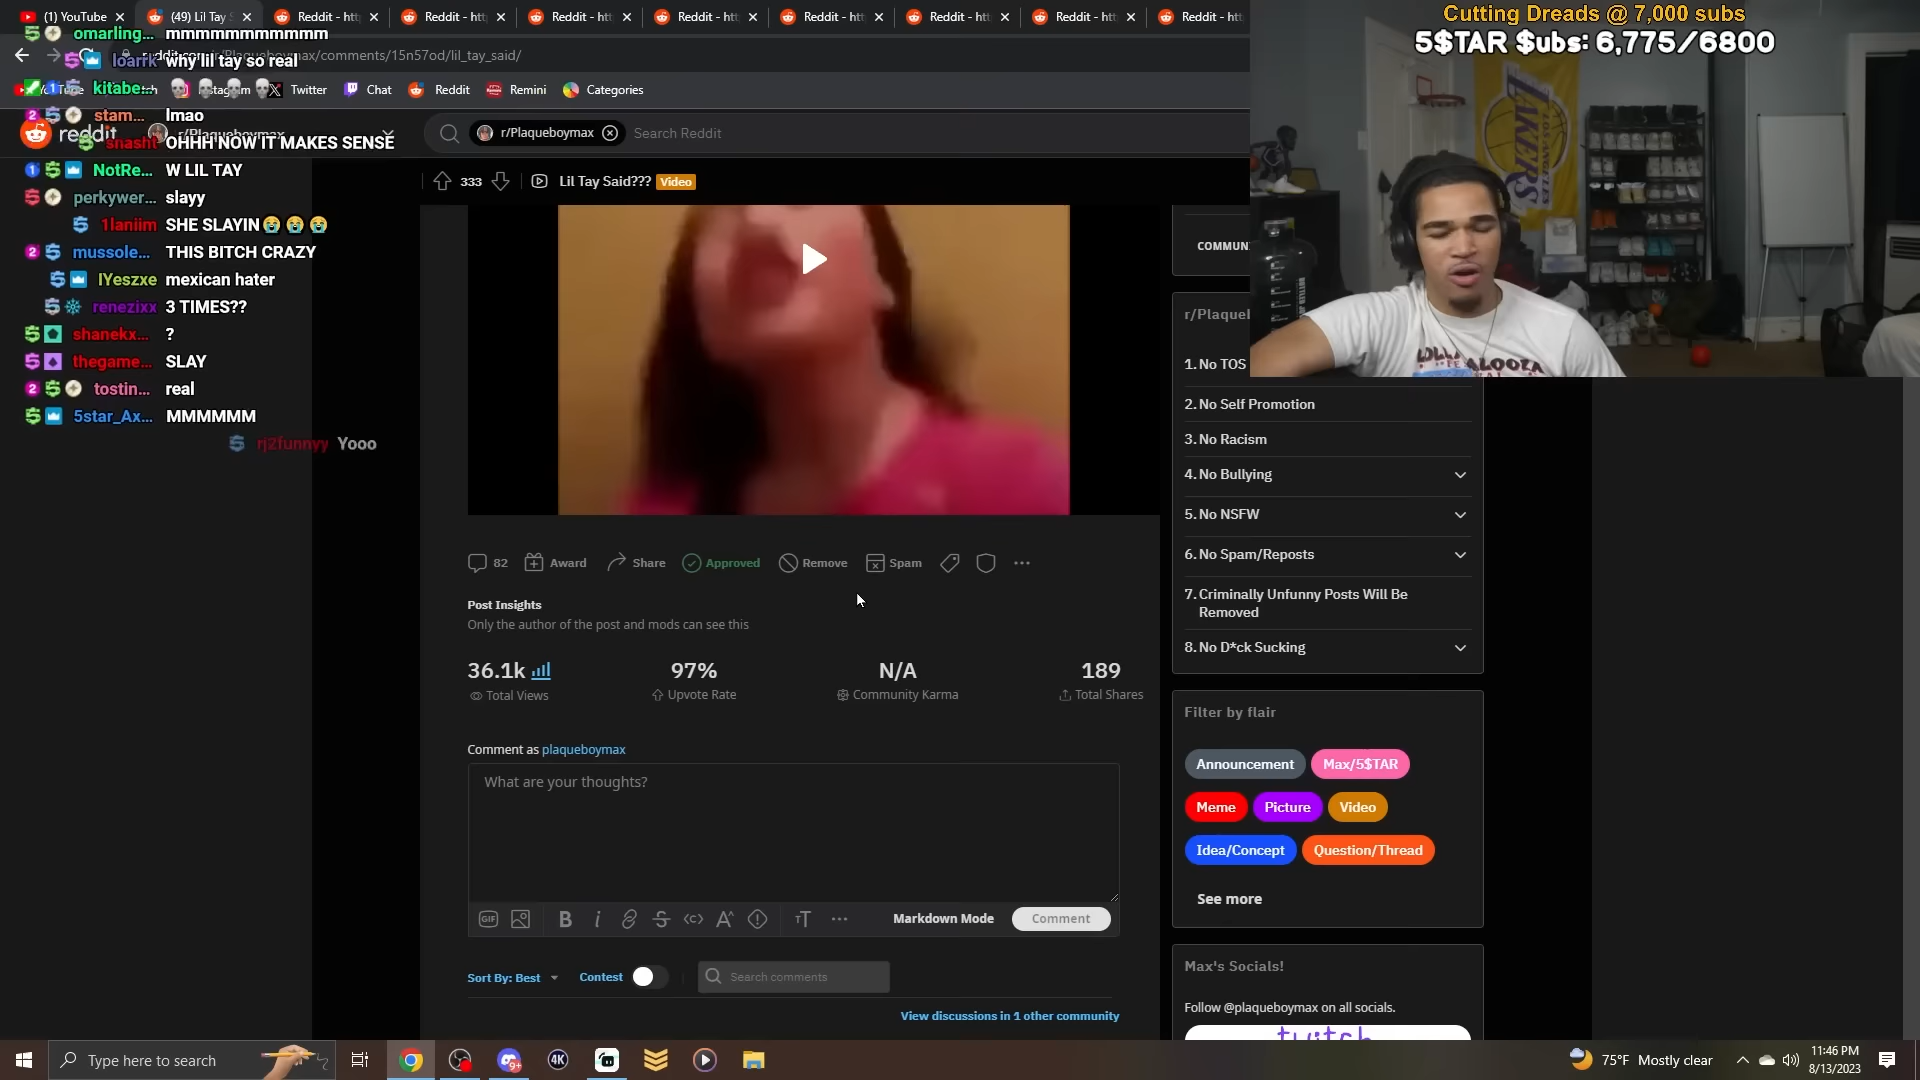 (1) YouTube
(49) Lil Tay S
Reddit - htt
Reddit - htt
Reddit - htt
Reddit - htt
Reddit - htt
Reddit - htt
Reddit - htt
Reddit - htt
/Plaqueboymax/comments/15n57od/lil_tay_said/
Twitter
Chat
Reddit
Remini
Categories
reddit
r/Plaqueboymax
r/Plaqueboymax
Search Reddit
omarling... mmmmmmmmmmm
loarrk why lil tay so real
kitabe...
stam... lmao
snasht OHHH NOW IT MAKES SENSE
NotRe... W LIL TAY
perkywer... slayy
1laniim SHE SLAYIN😭😭😭
mussole... THIS BITCH CRAZY
IYeszxe mexican hater
renezixx 3 TIMES??
shanekx... ?
thegame... SLAY
tostin... real
5star_Ax... MMMMMM
rj2funnyy Yooo
333
Lil Tay Said??? Video
Cutting Dreads @ 7,000 subs
5$TAR $ubs: 6,775/6800
LAKERS
COMMUN
r/Plaqueb
1. No TOS
2. No Self Promotion
3. No Racism
4. No Bullying
5. No NSFW
6. No Spam/Reposts
7. Criminally Unfunny Posts Will Be
Removed
8. No D*ck Sucking
82
Award
Share
Approved
Remove
Spam
Post Insights
Only the author of the post and mods can see this
36.1k
97%
N/A
189
Total Views
Upvote Rate
Community Karma
Total Shares
Comment as plaqueboymax
What are your thoughts?
GIF
Markdown Mode
Comment
Sort By: Best
Contest
Search comments
View discussions in 1 other community
Filter by flair
Announcement
Max/5$TAR
Meme
Picture
Video
Idea/Concept
Question/Thread
See more
Max's Socials!
Follow @plaqueboymax on all socials.
twitch
Type here to search
9+
4K
75°F Mostly clear
11:46 PM
8/13/2023